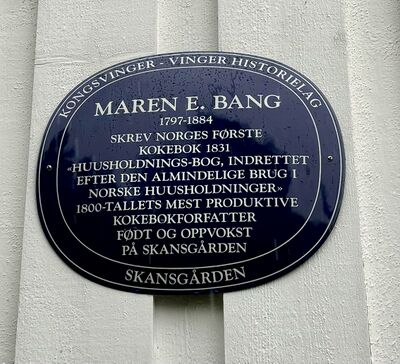 KONGSVINGER - VINGER HISTORIELAG
MAREN E. BANG
1797-1884
SKREV NORGES FØRSTE
KOKEBOK 1831
«HUUSHOLDNINGS-BOG, INDRETTET
EFTER DEN ALMINDELIGE BRUG I
NORSKE HUUSHOLDNINGER»
1800-TALLETS MEST PRODUKTIVE
KOKEBOKFORFATTER
FØDT OG OPPVOKST
PÅ SKANSGÅRDEN
SKANSGÅRDEN